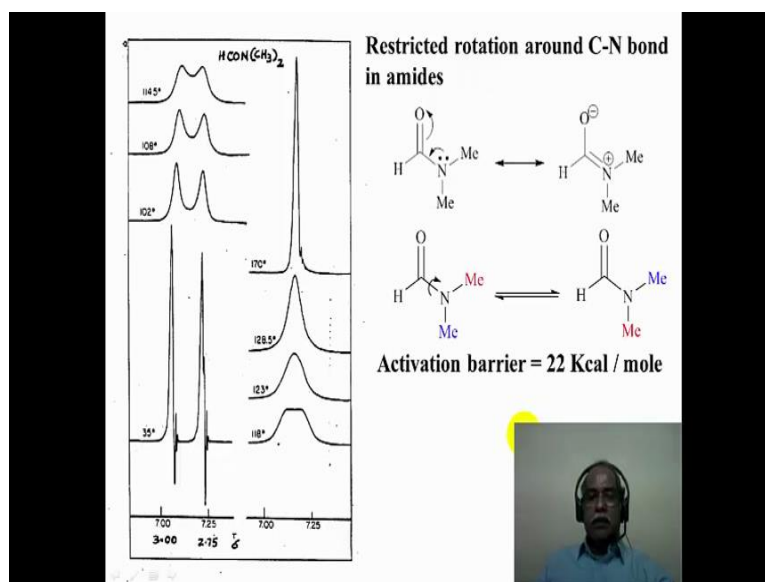 HCON(CH3)2
114.5°
108°
102°
35°
7.00 7.25 τ
3.00 2.75 δ
170°
128.5°
123°
118°
7.00 7.25
Restricted rotation around C-N bond
in amides
O
H N Me
Me
O⊖
H N⊕ Me
Me
O
H N Me
Me
O
H N Me
Me
Activation barrier = 22 Kcal / mole